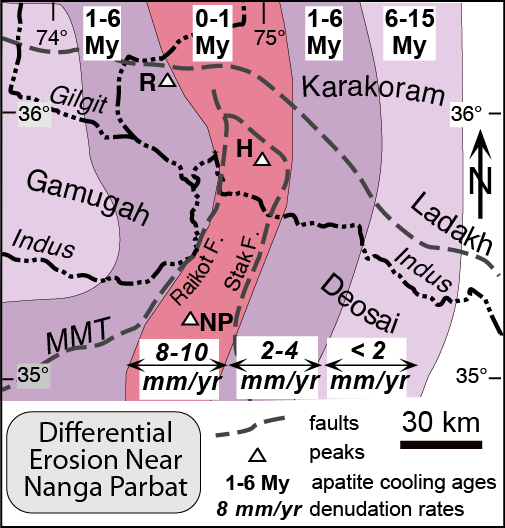 1-6
My
0-1
My
1-6
My
6-15
My
74°
75°
R
Karakoram
Gilgit
36°
36°
H
N
Gamugah
Ladakh
Indus
Indus
Raikot F.
Stak F.
Deosai
MMT
NP
8-10
mm/yr
2-4
mm/yr
< 2
mm/yr
35°
35°
Differential
Erosion Near
Nanga Parbat
faults
30 km
peaks
1-6 My apatite cooling ages
8 mm/yr denudation rates